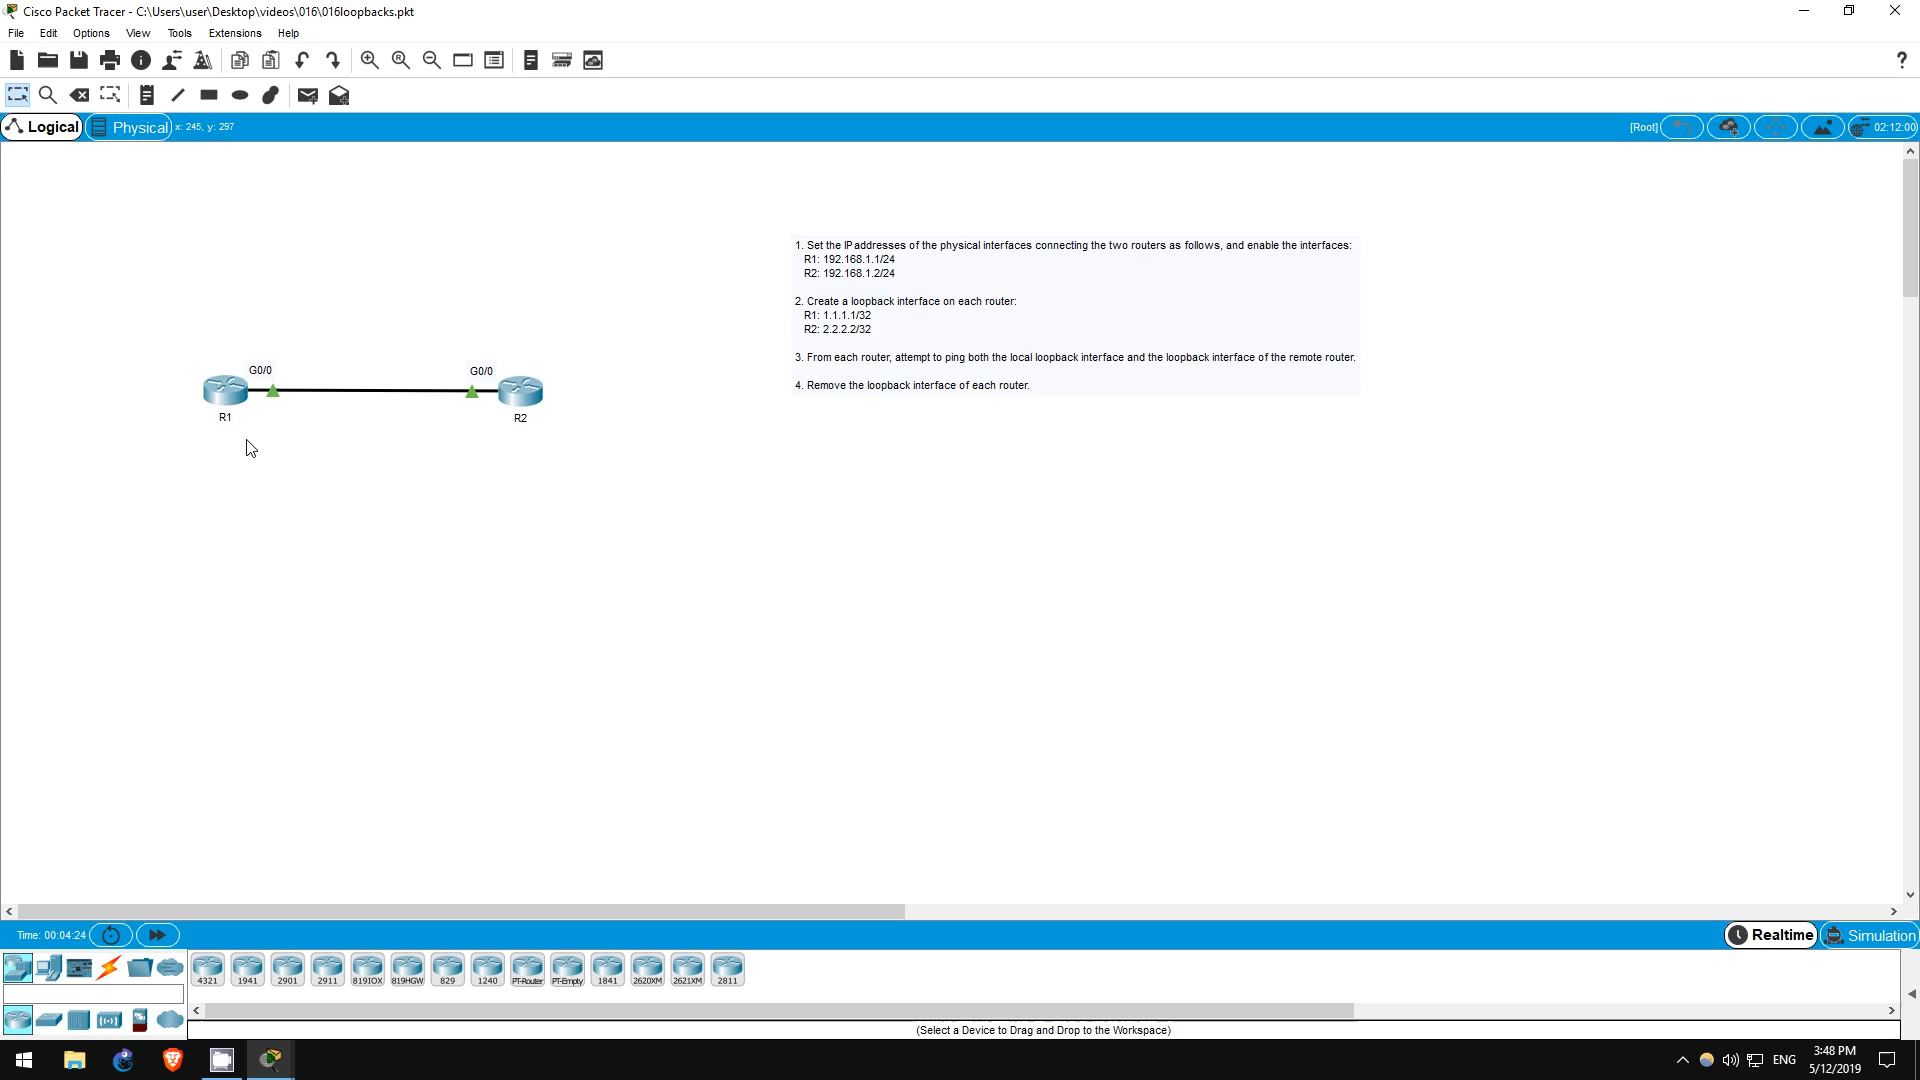 Cisco Packet Tracer - C:\Users\user\Desktop\videos\016\016loopbacks.pkt
File Edit Options View Tools Extensions Help
?
Logical Physical x: 245, y: 297 [Root] 02:12:00
1. Set the IP addresses of the physical interfaces connecting the two routers as follows, and enable the interfaces:
R1: 192.168.1.1/24
R2: 192.168.1.2/24
2. Create a loopback interface on each router:
R1: 1.1.1.1/32
R2: 2.2.2.2/32
3. From each router, attempt to ping both the local loopback interface and the loopback interface of the remote router.
4. Remove the loopback interface of each router.
G0/0 G0/0
R1 R2
Time: 00:04:24 Realtime Simulation
4321 1941 2901 2911 819IOX 819HGW 829 1240 PT-Router PT-Empty 1841 2620XM 2621XM 2811
(Select a Device to Drag and Drop to the Workspace)
ENG 3:48 PM
5/12/2019